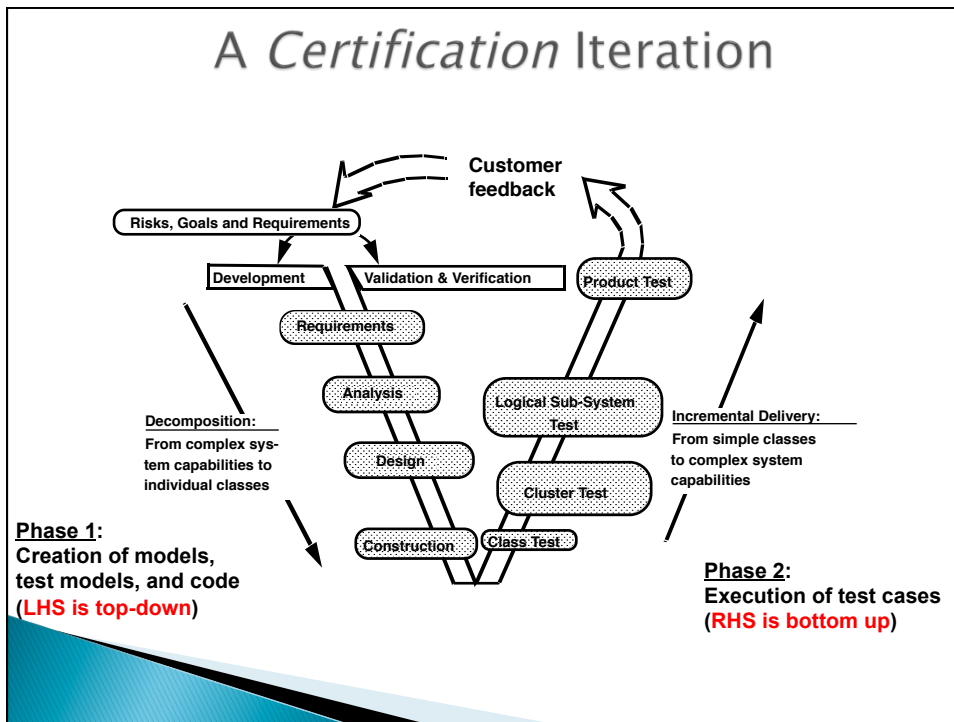 A Certification Iteration
Customer
feedback
Risks, Goals and Requirements
Development
Validation & Verification
Product Test
Requirements
Analysis
Logical Sub-System
Test
Decomposition:
From complex sys-
tem capabilities to
individual classes
Incremental Delivery:
From simple classes
to complex system
capabilities
Design
Cluster Test
Construction
Class Test
Phase 1:
Creation of models,
test models, and code
(LHS is top-down)
Phase 2:
Execution of test cases
(RHS is bottom up)